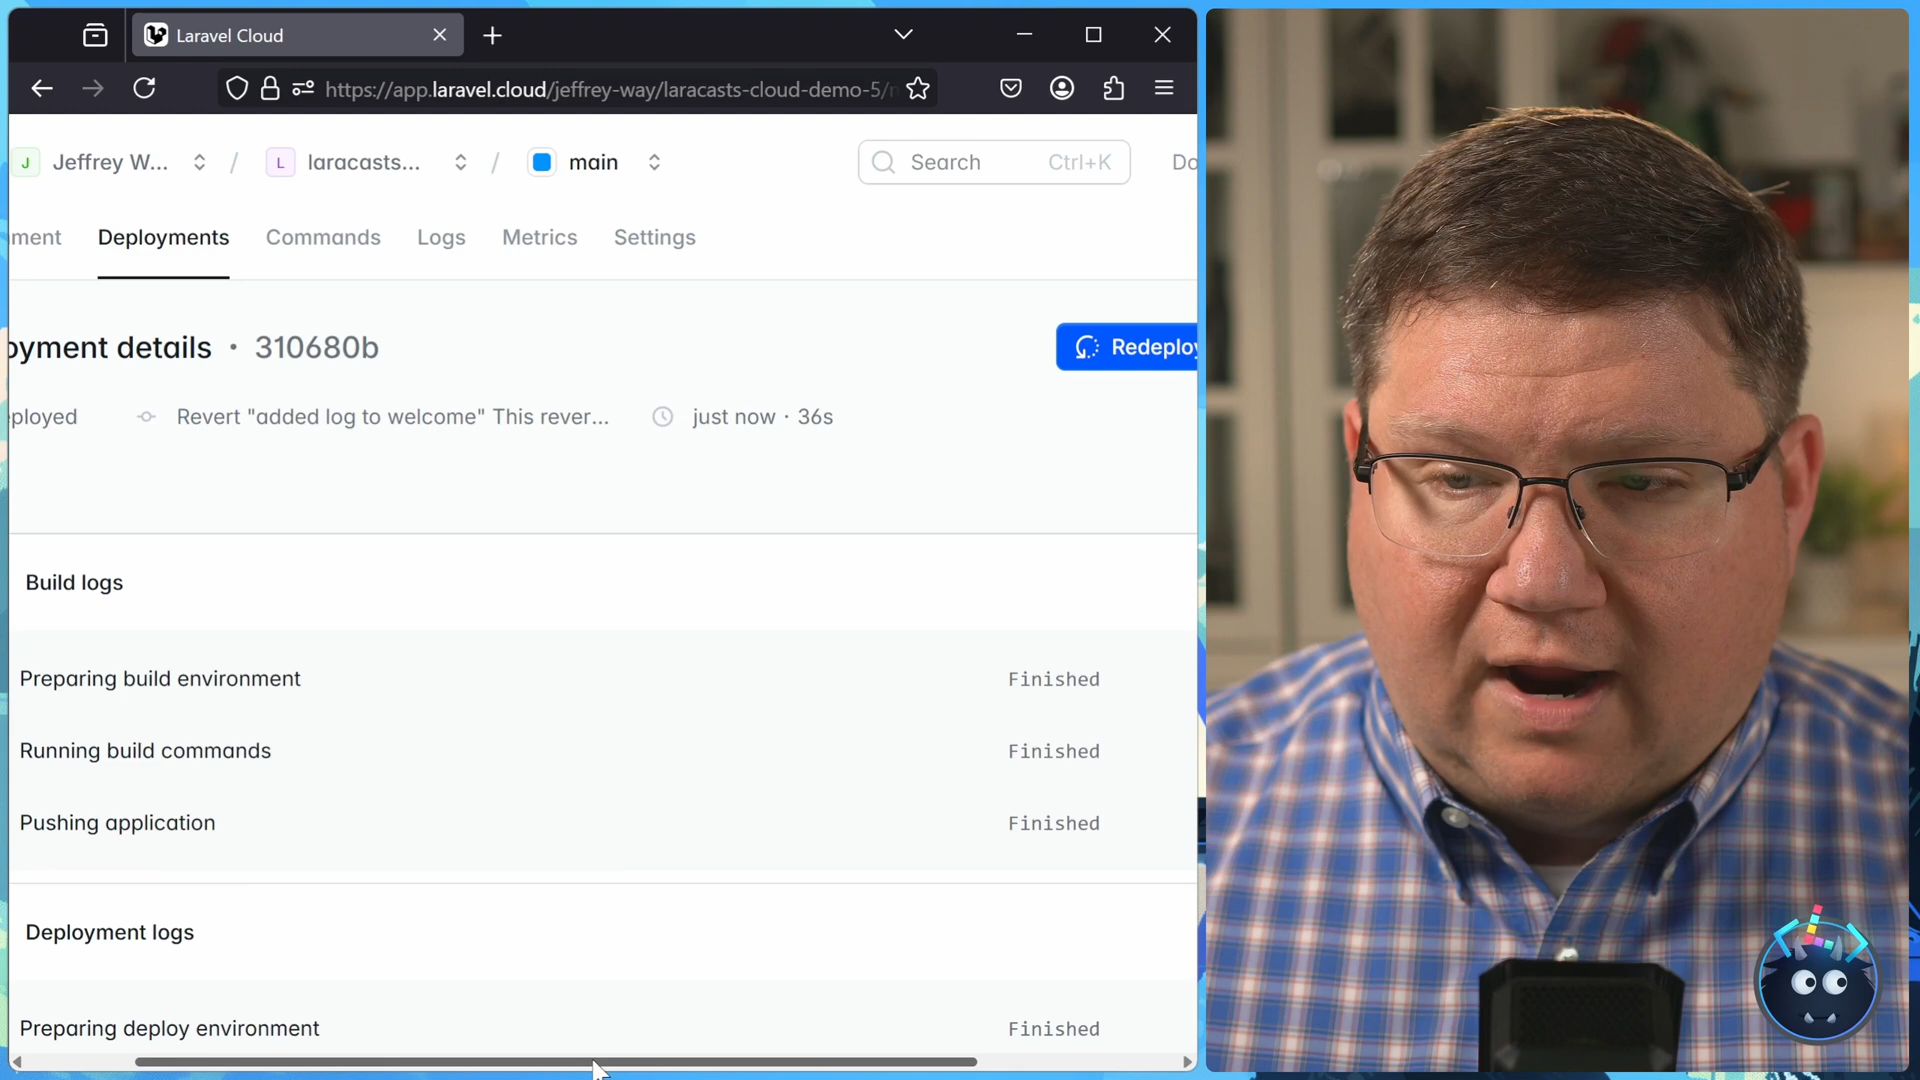 Laravel Cloud
https://app.laravel.cloud/jeffrey-way/laracasts-cloud-demo-5/
J Jeffrey W... / L laracasts... / main
Search Ctrl+K
Do
ment Deployments Commands Logs Metrics Settings
oyment details • 310680b
Redeploy
ployed Revert "added log to welcome" This rever... just now · 36s
Build logs
Preparing build environment Finished
Running build commands Finished
Pushing application Finished
Deployment logs
Preparing deploy environment Finished